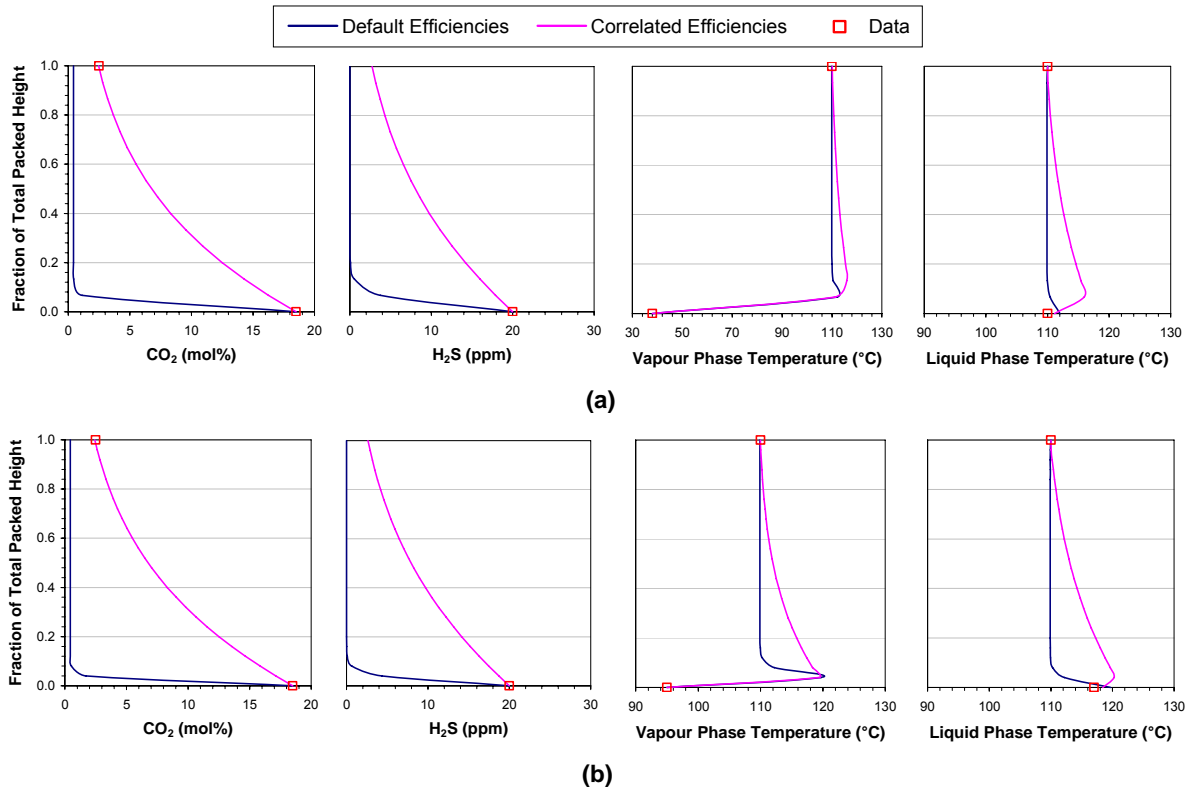 Default Efficiencies Correlated Efficiencies Data
Fraction of Total Packed Height
1.0
0.8
0.6
0.4
0.2
0.0
0 5 10 15 20
CO₂ (mol%)
0 10 20 30
H₂S (ppm)
30 50 70 90 110 130
Vapour Phase Temperature (°C)
90 100 110 120 130
Liquid Phase Temperature (°C)
(a)
Fraction of Total Packed Height
1.0
0.8
0.6
0.4
0.2
0.0
0 5 10 15 20
CO₂ (mol%)
0 10 20 30
H₂S (ppm)
90 100 110 120 130
Vapour Phase Temperature (°C)
90 100 110 120 130
Liquid Phase Temperature (°C)
(b)